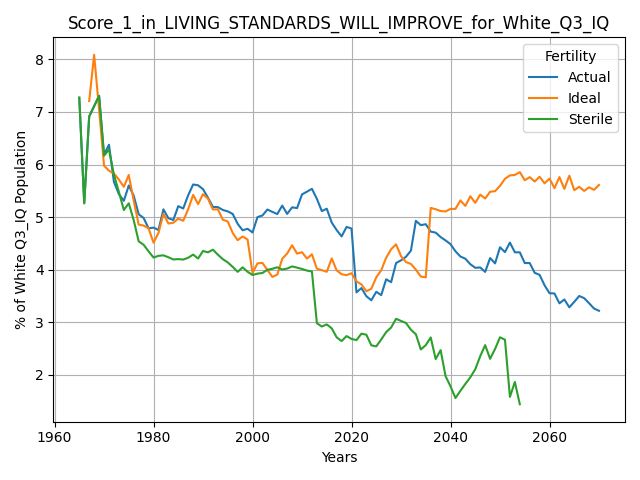 Score_1_in_LIVING_STANDARDS_WILL_IMPROVE_for_White_Q3_IQ
Fertility
Actual
Ideal
Sterile
% of White Q3_IQ Population
8
7
6
5
4
3
2
1960
1980
2000
2020
2040
2060
Years